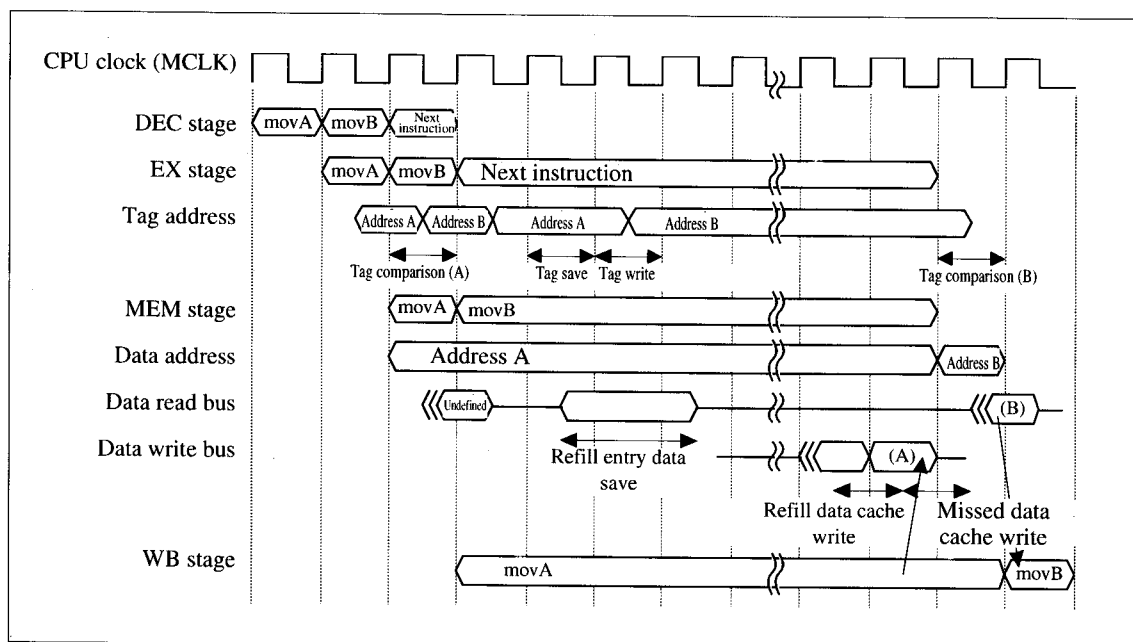 CPU clock (MCLK)
DEC stage
movA
movB
Next
instruction
EX stage
movA
movB
Next instruction
Tag address
Address A
Address B
Address A
Address B
Tag comparison (A)
Tag save
Tag write
Tag comparison (B)
MEM stage
movA
movB
Data address
Address A
Address B
Data read bus
Undefined
(B)
Data write bus
Refill entry data
save
(A)
Refill data cache
write
Missed data
cache write
WB stage
movA
movB